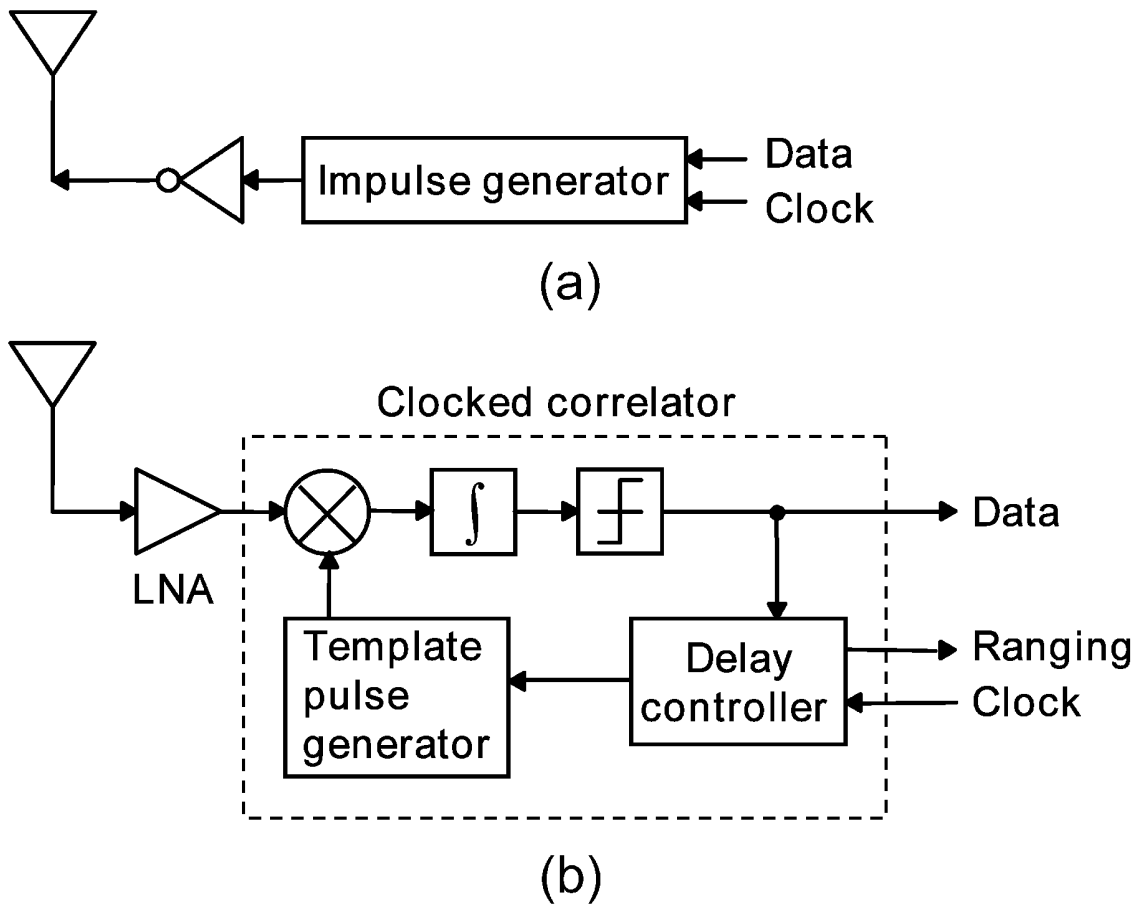 Impulse generator
Data
Clock
(a)
Clocked correlator
∫
Data
LNA
Template
pulse
generator
Delay
controller
Ranging
Clock
(b)